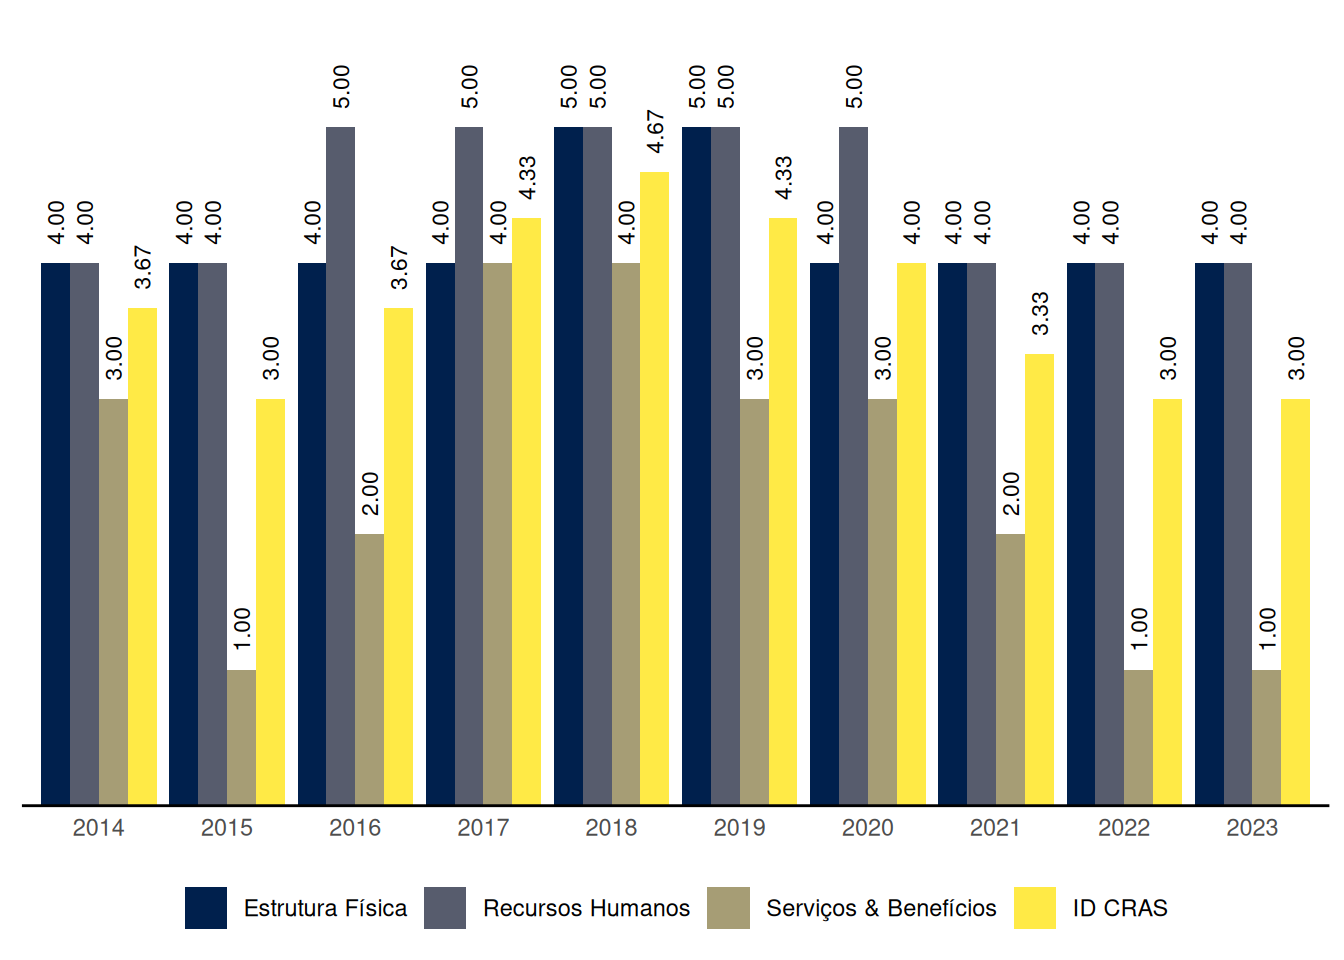 4.00 4.00 3.00 3.67
4.00 4.00 1.00 3.00
4.00 5.00 2.00 3.67
4.00 5.00 4.00 4.33
5.00 5.00 4.00 4.67
5.00 5.00 3.00 4.33
4.00 5.00 3.00 4.00
4.00 4.00 2.00 3.33
4.00 4.00 1.00 3.00
4.00 4.00 1.00 3.00
2014 2015 2016 2017 2018 2019 2020 2021 2022 2023
Estrutura Física Recursos Humanos Serviços & Benefícios ID CRAS